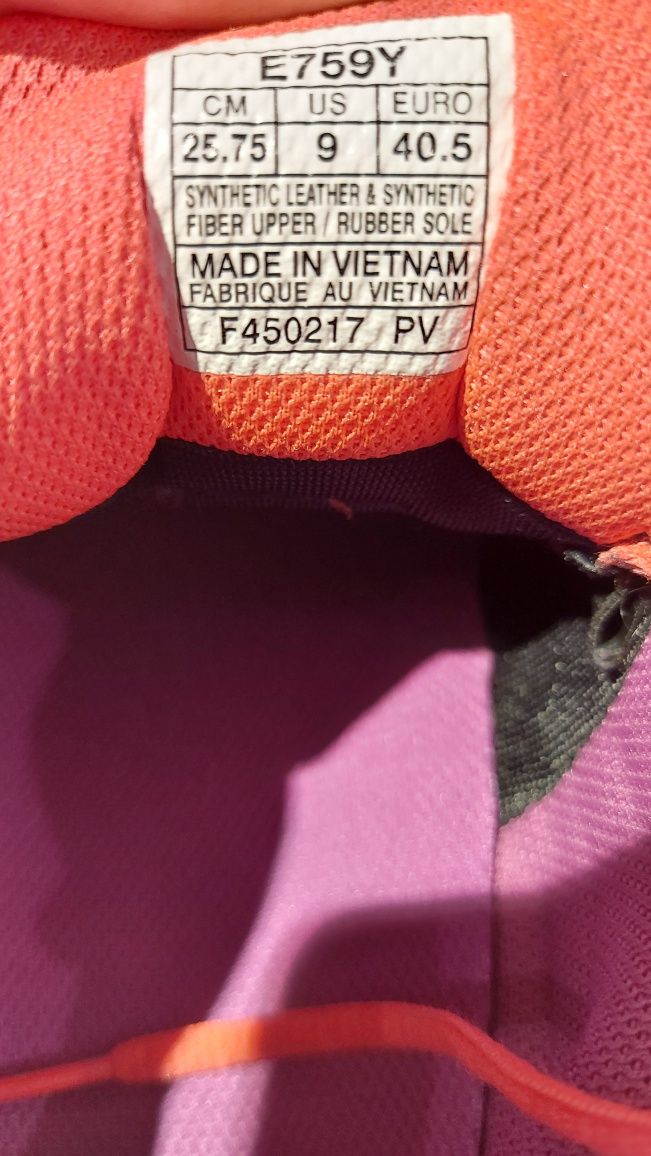 E759Y
CM US EURO
25.75 9 40.5
SYNTHETIC LEATHER & SYNTHETIC
FIBER UPPER / RUBBER SOLE
MADE IN VIETNAM
FABRIQUE AU VIETNAM
F450217 PV